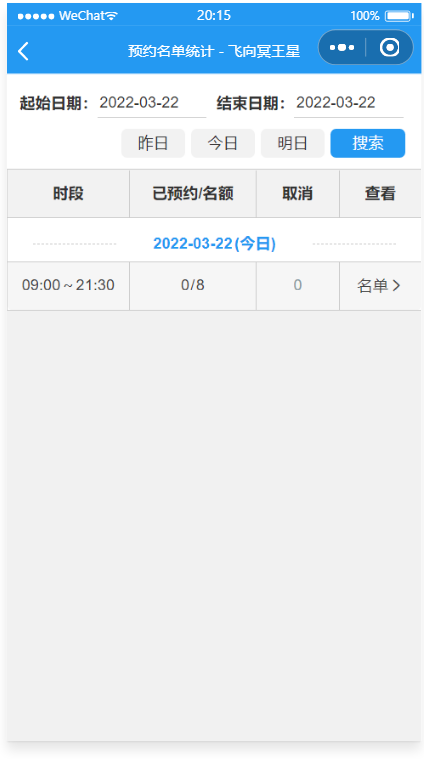 WeChat 20:15 100%
预约名单统计 - 飞向冥王星
起始日期： 2022-03-22 结束日期： 2022-03-22
昨日 今日 明日 搜索
时段 已预约/名额 取消 查看
2022-03-22(今日)
09:00～21:30 0/8 0 名单